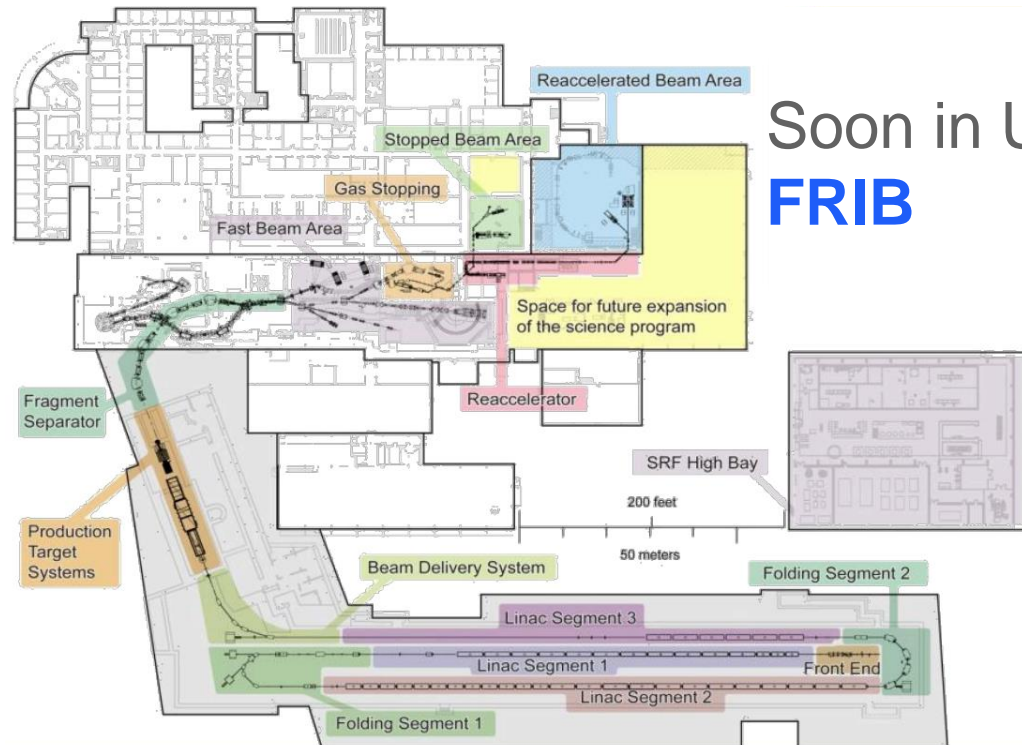 Reaccelerated Beam Area
Soon in U
FRIB
Stopped Beam Area
Gas Stopping
Fast Beam Area
Space for future expansion
of the science program
Fragment
Separator
Reaccelerator
SRF High Bay
200 feet
50 meters
Production
Target
Systems
Beam Delivery System
Folding Segment 2
Linac Segment 3
Linac Segment 1
Front End
Linac Segment 2
Folding Segment 1